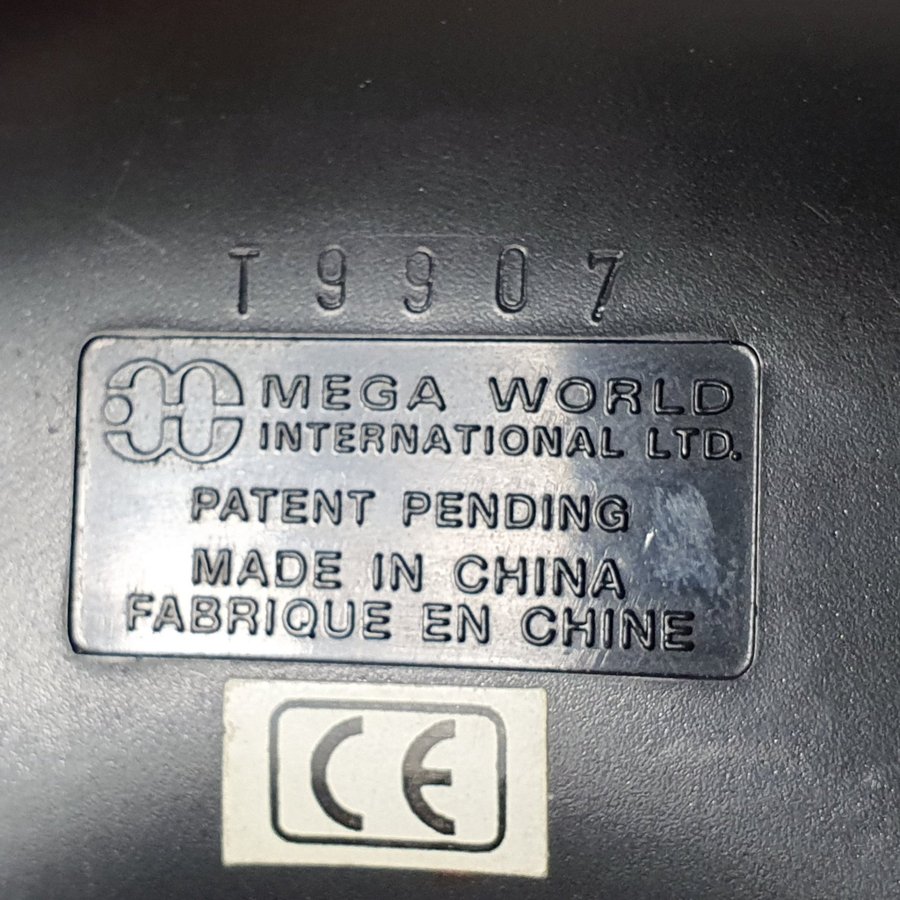 T9907
MEGA WORLD
INTERNATIONAL LTD.
PATENT PENDING
MADE IN CHINA
FABRIQUE EN CHINE
CE